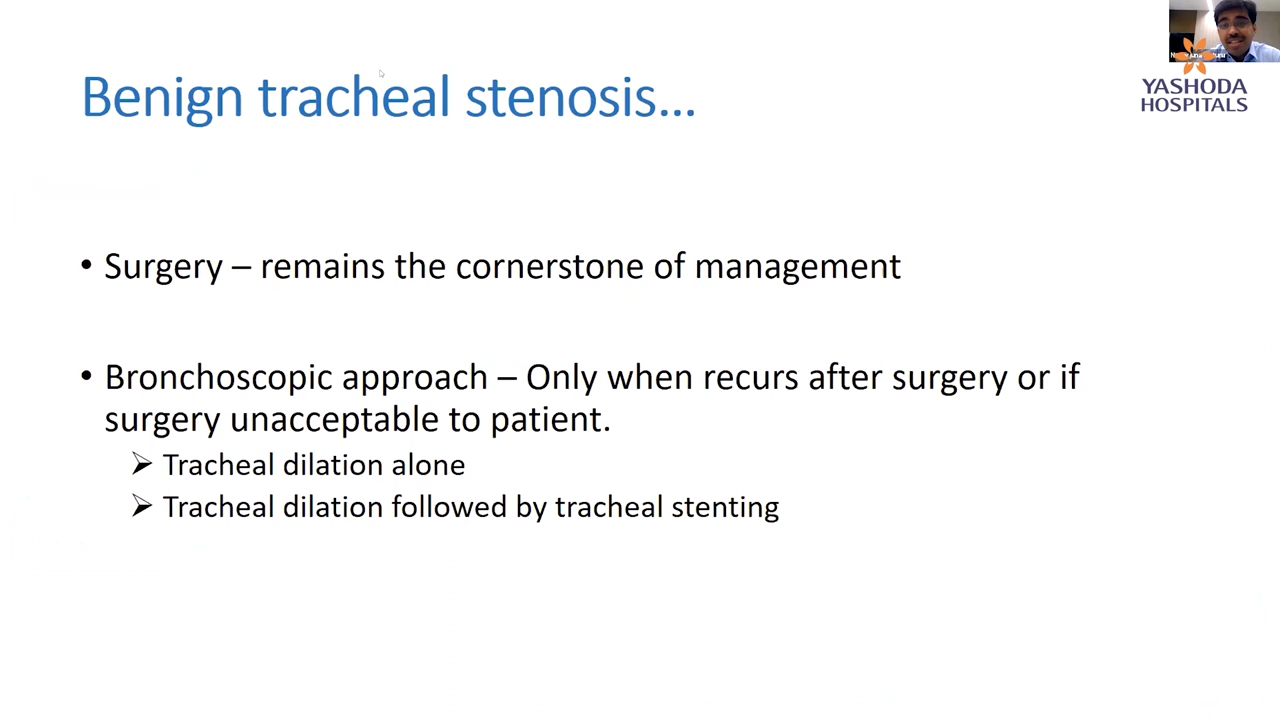 Benign tracheal stenosis...
YASHODA
HOSPITALS
• Surgery – remains the cornerstone of management
• Bronchoscopic approach – Only when recurs after surgery or if
surgery unacceptable to patient.
➢ Tracheal dilation alone
➢ Tracheal dilation followed by tracheal stenting